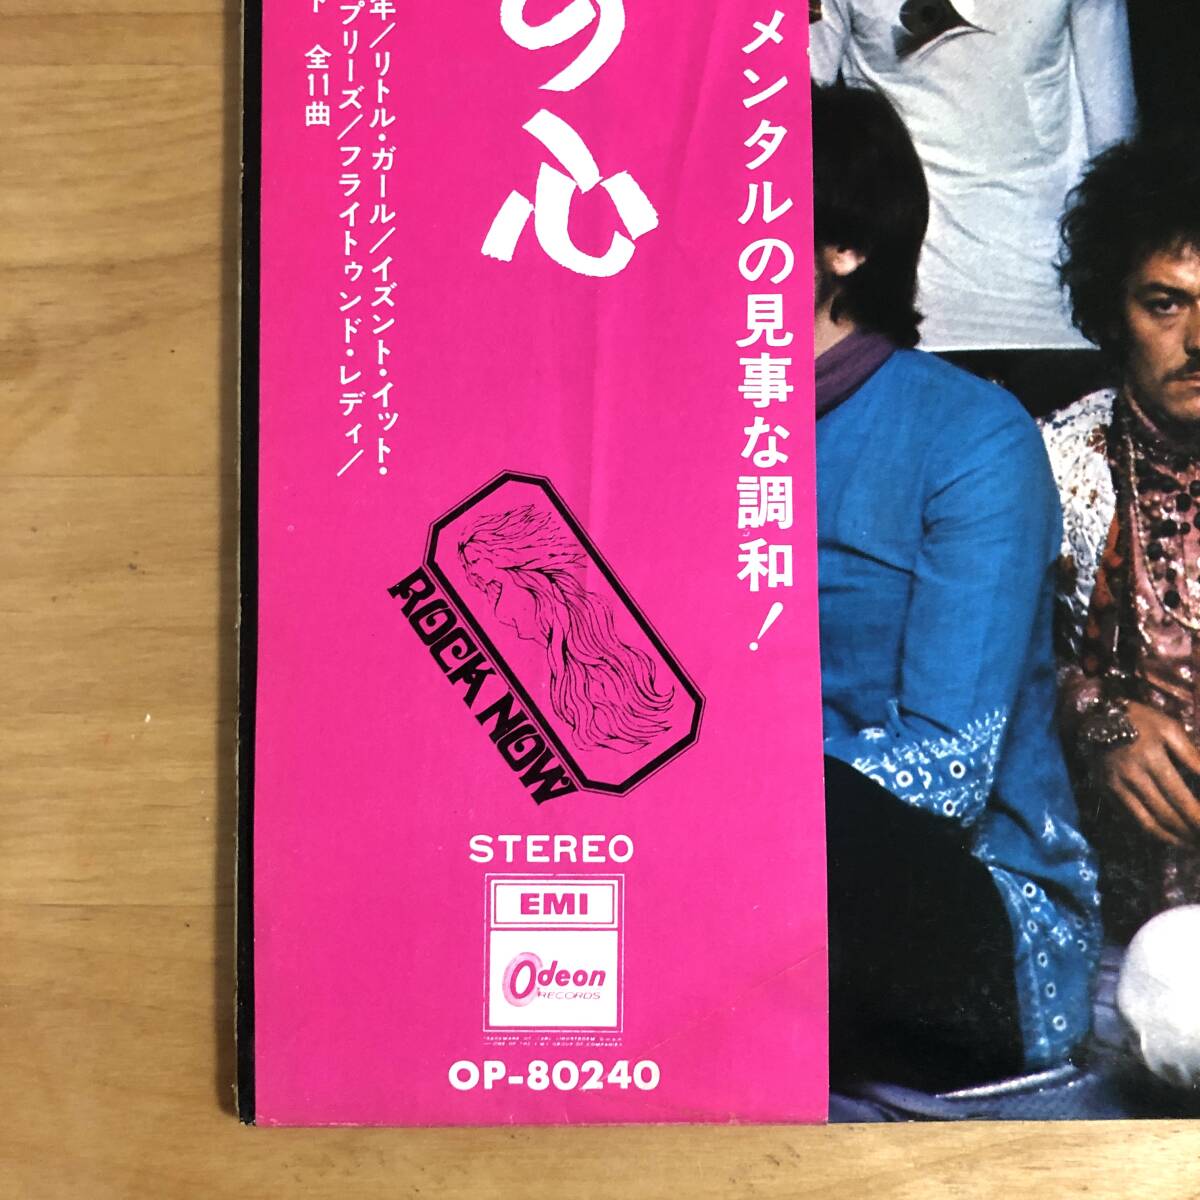 メンタルの見事な調和!
の心
年/リトル・ガール/イズント・イット・
プリーズ/フライトゥンド・レディ/
ド 全11曲
ROCK NOW
STEREO
EMI
Odeon
RECORDS
OP-80240